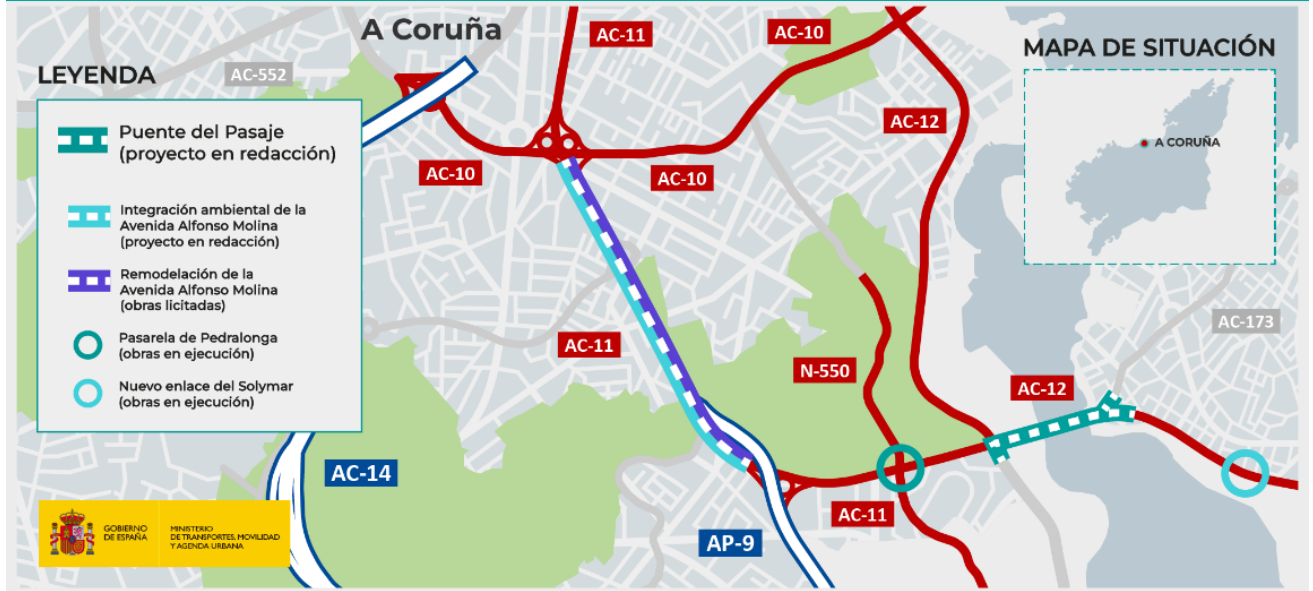 A Coruña
LEYENDA
Puente del Pasaje
(proyecto en redacción)
Integración ambiental de la
Avenida Alfonso Molina
(proyecto en redacción)
Remodelación de la
Avenida Alfonso Molina
(obras licitadas)
Pasarela de Pedralonga
(obras en ejecución)
Nuevo enlace del Solymar
(obras en ejecución)
GOBIERNO
DE ESPAÑA
MINISTERIO
DE TRANSPORTES, MOVILIDAD
Y AGENDA URBANA
AC-552
AC-11
AC-10
AC-12
AC-10
AC-10
AC-11
N-550
AC-12
AC-14
AC-11
AP-9
MAPA DE SITUACIÓN
A CORUÑA
AC-173